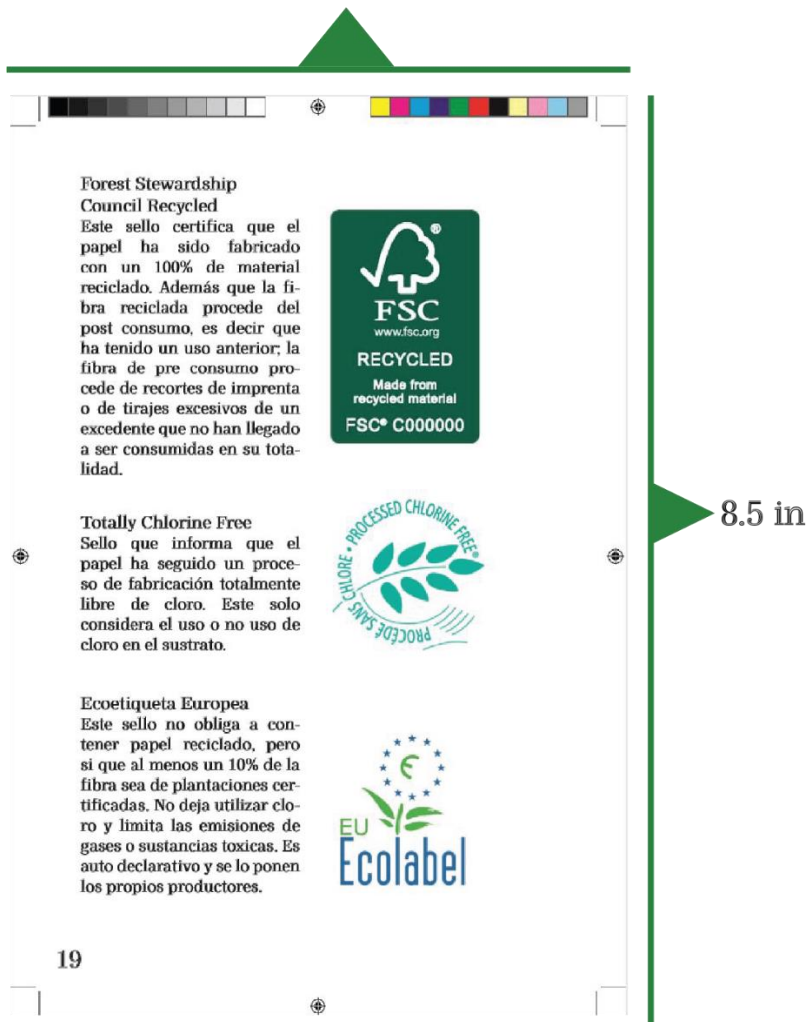 Forest Stewardship
Council Recycled
Este sello certifica que el
papel ha sido fabricado
con un 100% de material
reciclado. Además que la fi-
bra reciclada procede del
post consumo, es decir que
ha tenido un uso anterior; la
fibra de pre consumo pro-
cede de recortes de imprenta
o de tirajes excesivos de un
excedente que no han llegado
a ser consumidas en su tota-
lidad.
FSC
www.fsc.org
RECYCLED
Made from
recycled material
FSC® C000000
Totally Chlorine Free
Sello que informa que el
papel ha seguido un proce-
so de fabricación totalmente
libre de cloro. Este solo
considera el uso o no uso de
cloro en el sustrato.
PROCESSED CHLORINE FREE®
• PROCÉDÉ SANS CHLORE •
8.5 in
Ecoetiqueta Europea
Este sello no obliga a con-
tener papel reciclado, pero
si que al menos un 10% de la
fibra sea de plantaciones cer-
tificadas. No deja utilizar clo-
ro y limita las emisiones de
gases o sustancias toxicas. Es
auto declarativo y se lo ponen
los propios productores.
EU
Ecolabel
19